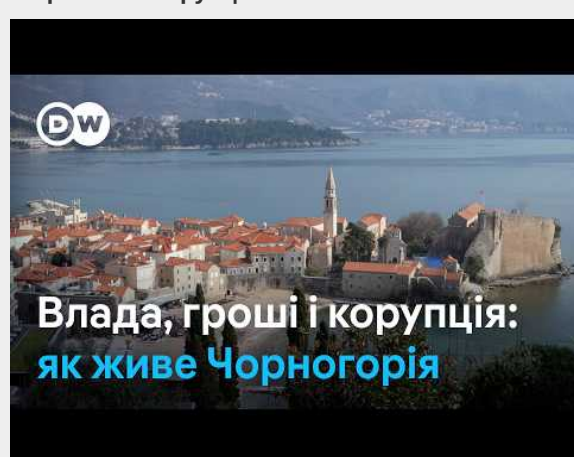 DW
Влада, гроші і корупція:
як живе Чорногорія